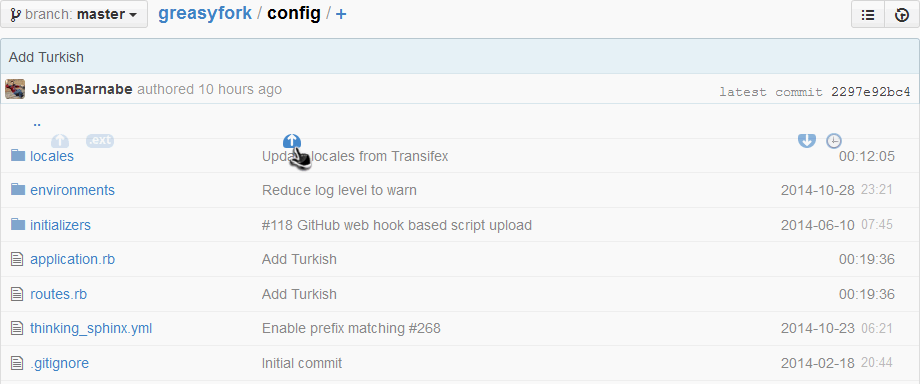 branch: master greasyfork / config / +
Add Turkish
JasonBarnabe authored 10 hours ago latest commit 2297e92bc4
..
.ext
locales Update locales from Transifex 00:12:05
environments Reduce log level to warn 2014-10-28 23:21
initializers #118 GitHub web hook based script upload 2014-06-10 07:45
application.rb Add Turkish 00:19:36
routes.rb Add Turkish 00:19:36
thinking_sphinx.yml Enable prefix matching #268 2014-10-23 06:21
.gitignore Initial commit 2014-02-18 20:44